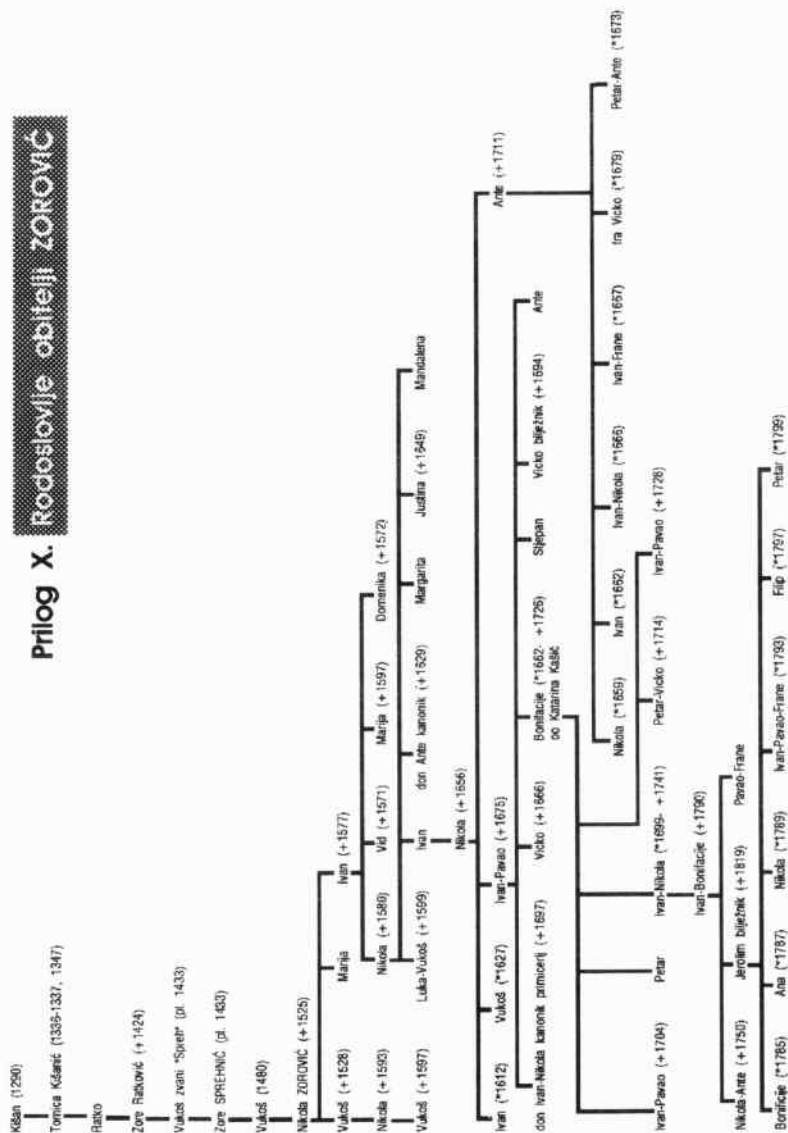 Prilog X. Rodoslovlje obitelji ZOROVIĆ
Kišan (1290)
Tomica Kišanić (1336-1337, 1347)
Ratko
Zore Ratković (+1424)
Vukoš zvani "Spreh" (pl. 1433)
Zore SPREHNIĆ (pl. 1433)
Vukoš (1480)
Nikola ZOROVIĆ (+1525)
Vukoš (+1528) Marija Ivan (+1577)
Nikola (+1593) Nikola (+1588) Vid (+1571) Marija (+1597) Domenika (+1572)
Vukoš (+1597) Luka-Vukoš (+1599) Ivan don Ante kanonik (+1629) Margarita Justina (+1649) Mandalena
Nikola (+1656)
Ivan (*1612) Vukoš (*1627) Ivan-Pavao (+1675) Ante (+1711)
don Ivan-Nikola kanonik primicerij (+1697) Vicko (+1666) Bonifacije (*1662- +1726) Stjepan Vicko bilježnik (+1694) Ante
oo Katarina Kašić
Nikola (*1659) Ivan (*1662) Ivan-Nikola (*1666) Ivan-Frane (*1667) fra Vicko (*1679) Petar-Ante (*1673)
Ivan-Pavao (+1704) Petar Ivan-Nikola (*1699- +1741) Petar-Vicko (+1714) Ivan-Pavao (+1728)
Ivan-Bonifacije (+1790)
Nikola-Ante (+1750) Jerolim bilježnik (+1819) Pavao-Frane
Bonificije (*1785) Ana (*1787) Nikola (*1789) Ivan-Pavao-Frane (*1793) Filip (*1797) Petar (*1799)